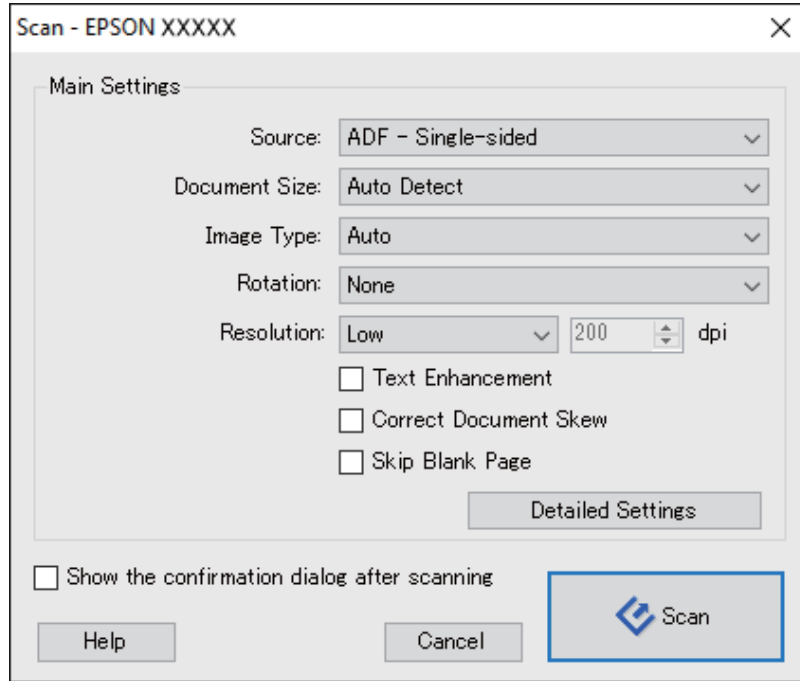 Scan - EPSON XXXXX
Main Settings
Source: ADF - Single-sided
Document Size: Auto Detect
Image Type: Auto
Rotation: None
Resolution: Low 200 dpi
Text Enhancement
Correct Document Skew
Skip Blank Page
Detailed Settings
Show the confirmation dialog after scanning
Scan
Help Cancel